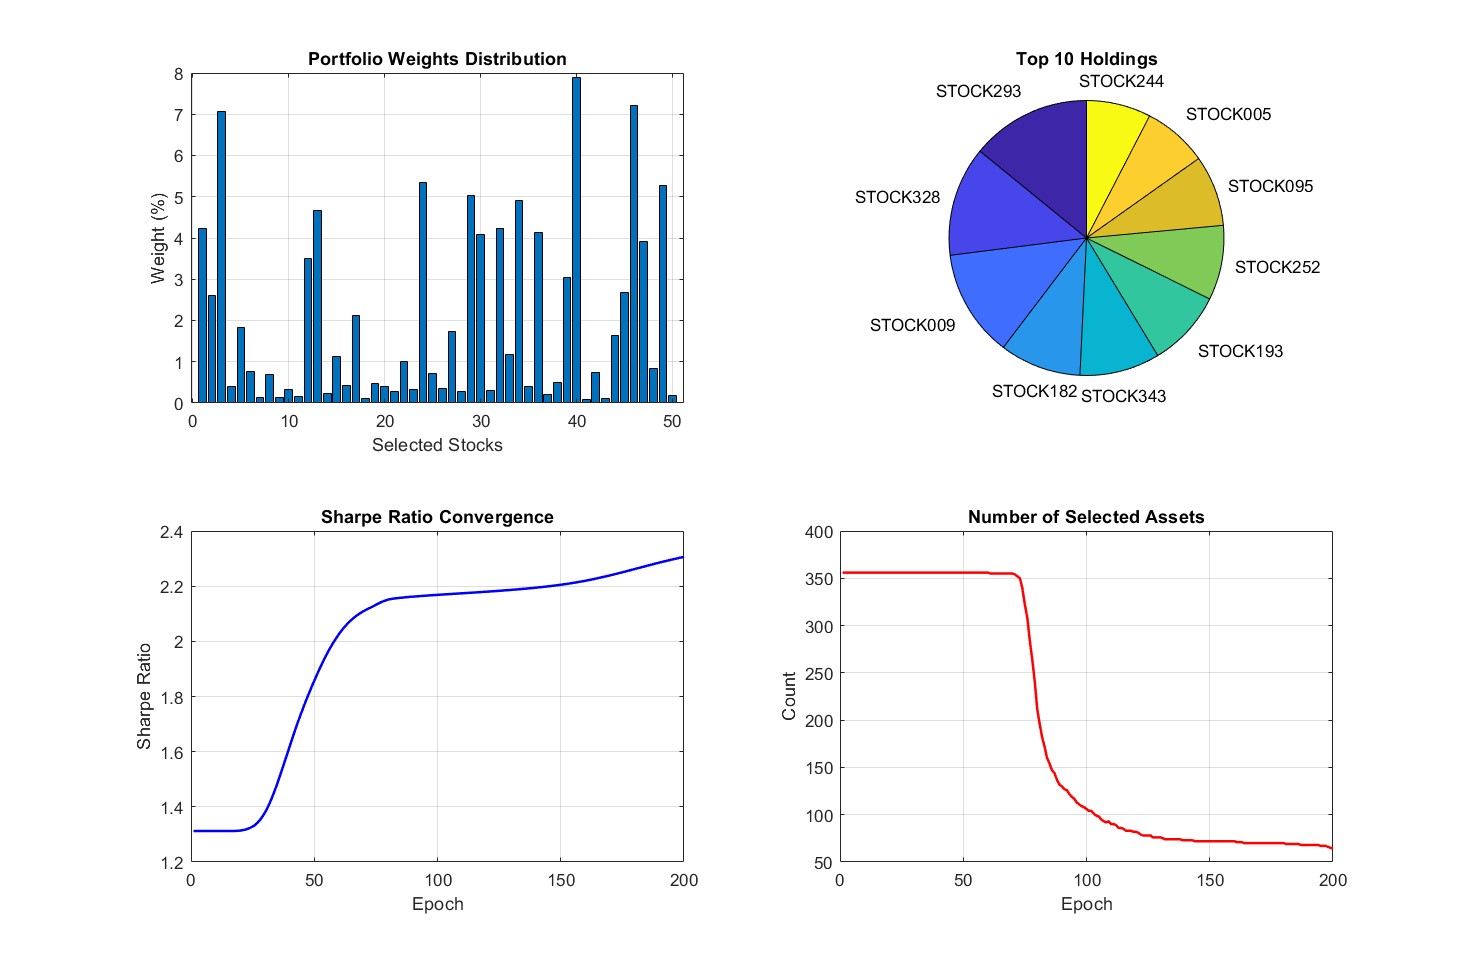 Portfolio Weights Distribution
8
7
6
5
4
3
2
1
0
Weight (%)
0 10 20 30 40 50
Selected Stocks
Top 10 Holdings
STOCK244
STOCK293
STOCK005
STOCK328
STOCK095
STOCK252
STOCK009
STOCK193
STOCK182
STOCK343
Sharpe Ratio Convergence
2.4
2.2
2
1.8
1.6
1.4
1.2
Sharpe Ratio
0 50 100 150 200
Epoch
Number of Selected Assets
400
350
300
250
200
150
100
50
Count
0 50 100 150 200
Epoch